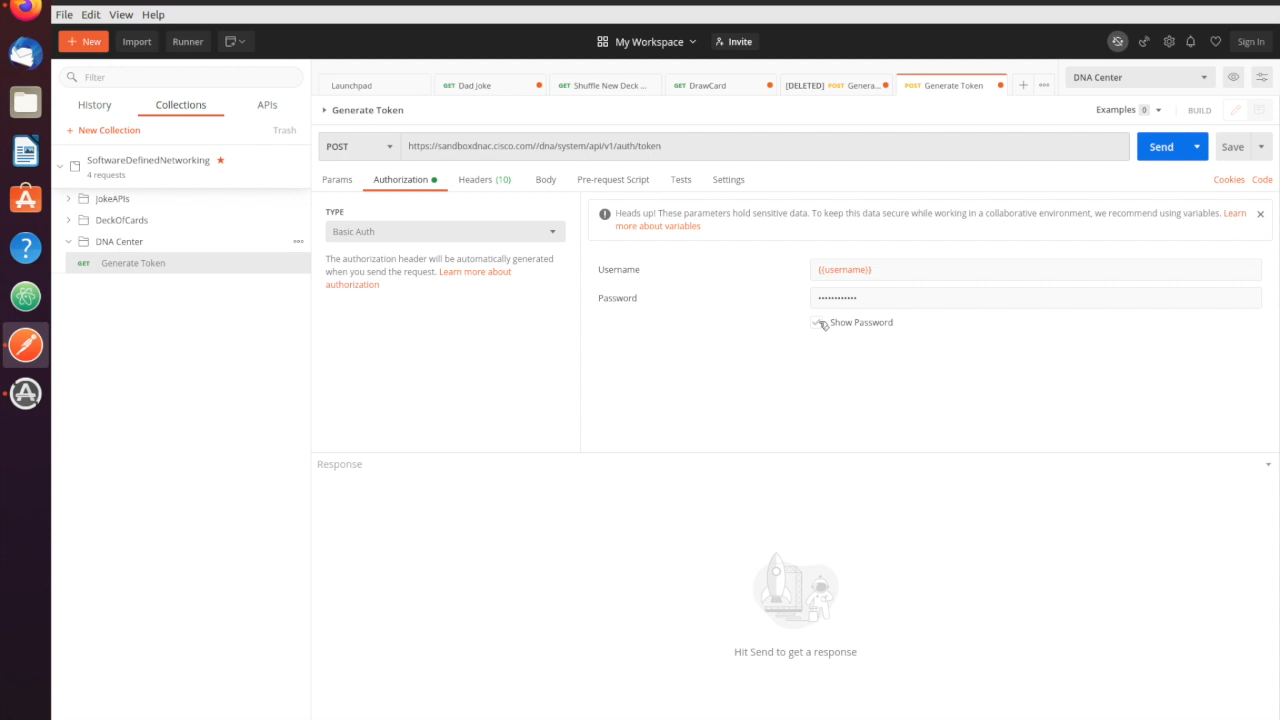 File Edit View Help
New Import Runner My Workspace Invite Sign In
Filter
History Collections APIs
+ New Collection Trash
SoftwareDefinedNetworking
4 requests
JokeAPIs
DeckOfCards
DNA Center
GET Generate Token
Launchpad GET Dad Joke GET Shuffle New Deck ... GET DrawCard [DELETED] POST Genera... POST Generate Token DNA Center
Generate Token Examples 0 BUILD
POST https://sandboxdnac.cisco.com//dna/system/api/v1/auth/token Send Save
Params Authorization Headers (10) Body Pre-request Script Tests Settings Cookies Code
TYPE
Basic Auth
The authorization header will be automatically generated
when you send the request. Learn more about
authorization
Heads up! These parameters hold sensitive data. To keep this data secure while working in a collaborative environment, we recommend using variables. Learn
more about variables
Username {{username}}
Password ••••••••••••
Show Password
Response
Hit Send to get a response